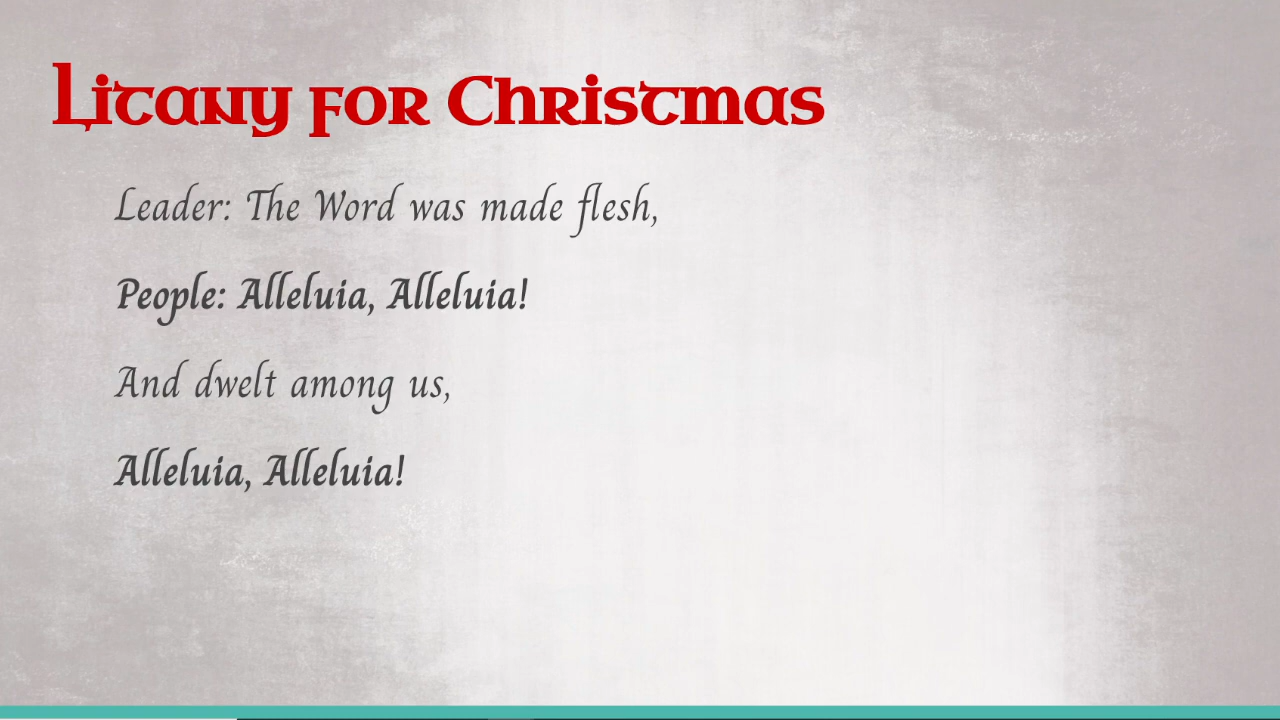 Litany for Christmas
Leader: The Word was made flesh,
People: Alleluia, Alleluia!
And dwelt among us,
Alleluia, Alleluia!